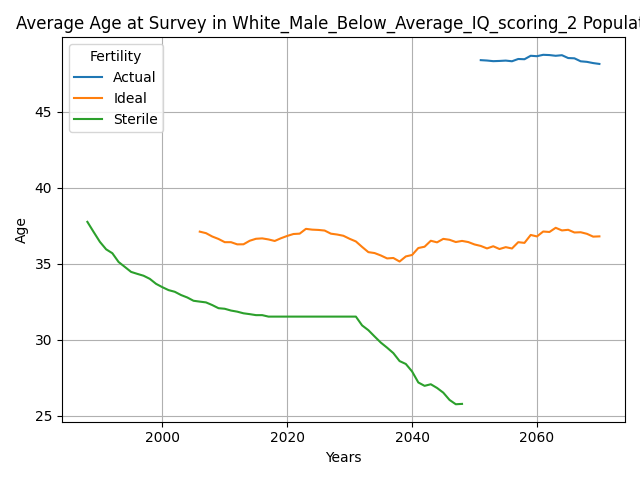 Average Age at Survey in White_Male_Below_Average_IQ_scoring_2 Populat
Fertility
Actual
Ideal
Sterile
45
40
35
30
25
Age
2000 2020 2040 2060
Years